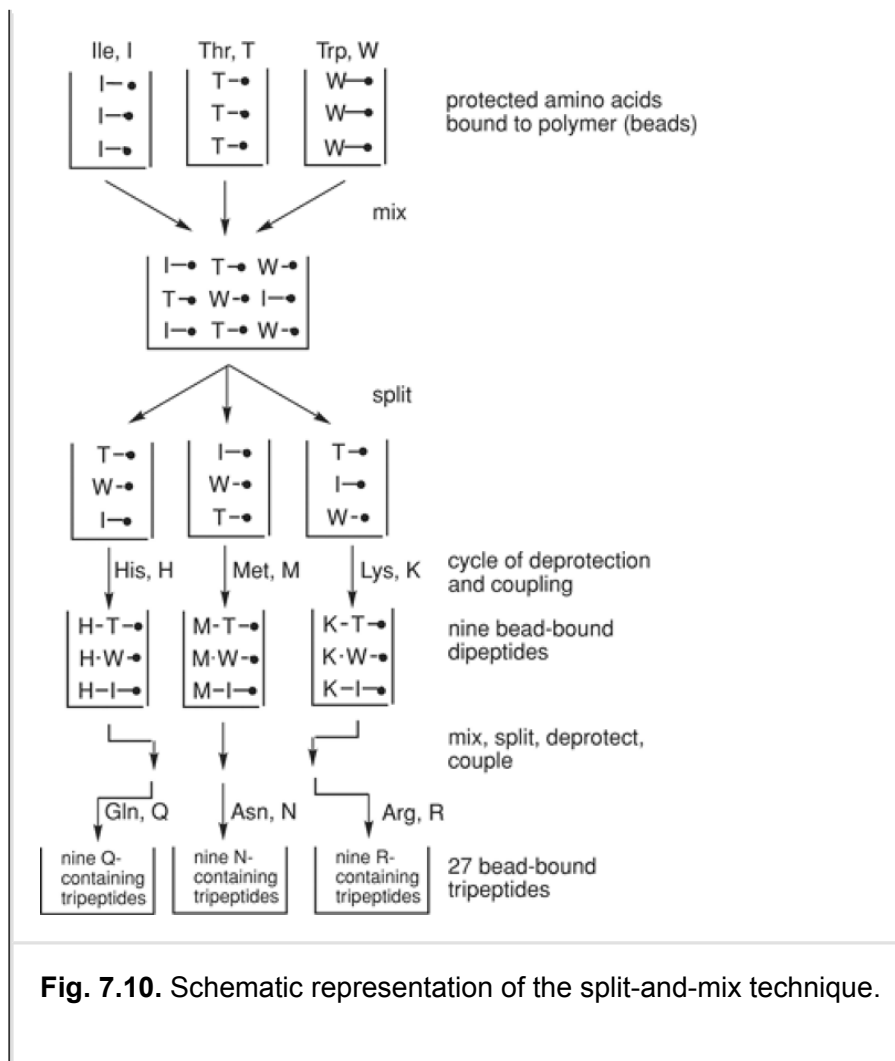 Ile, I Thr, T Trp, W
I–• T–• W–•
I–• T–• W–•
I–• T–• W–•
protected amino acids
bound to polymer (beads)
mix
I–• T–• W-•
T–• W-• I–•
I–• T–• W-•
split
T–• I–• T–•
W-• W-• I–•
I–• T-• W-•
His, H Met, M Lys, K
cycle of deprotection
and coupling
H-T–• M-T–• K-T–•
H·W-• M·W-• K·W-•
H–I–• M–I–• K–I–•
nine bead-bound
dipeptides
mix, split, deprotect,
couple
Gln, Q Asn, N Arg, R
nine Q-
containing
tripeptides
nine N-
containing
tripeptides
nine R-
containing
tripeptides
27 bead-bound
tripeptides
Fig. 7.10. Schematic representation of the split-and-mix technique.